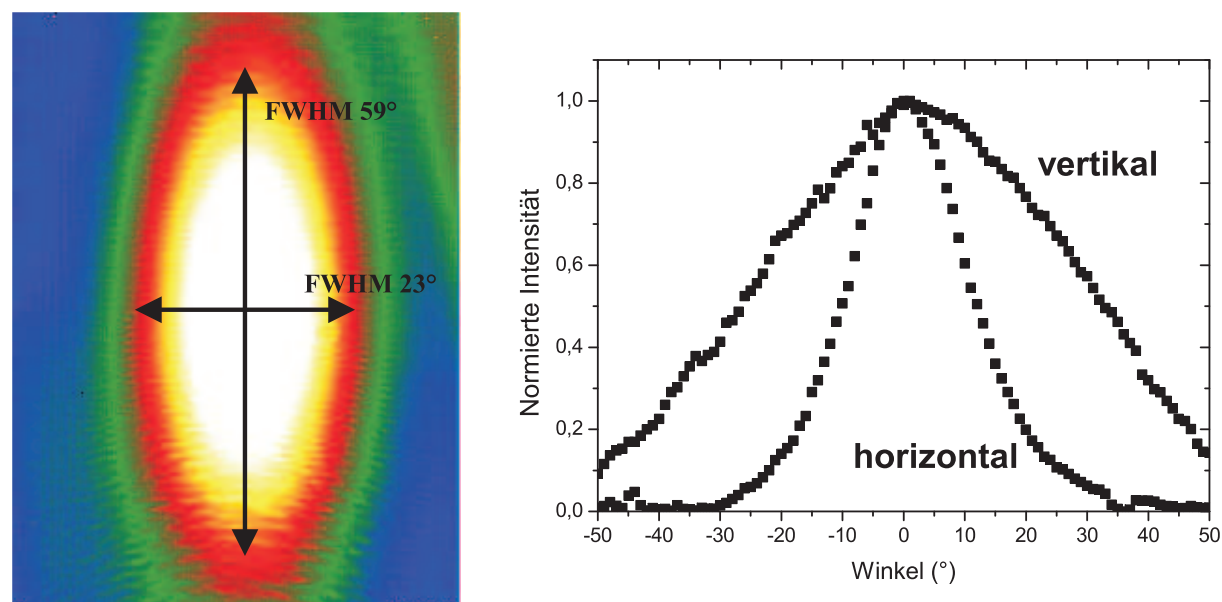 FWHM 59°
FWHM 23°
Normierte Intensität
1,0
0,8
0,6
0,4
0,2
0,0
vertikal
horizontal
-50 -40 -30 -20 -10 0 10 20 30 40 50
Winkel (°)